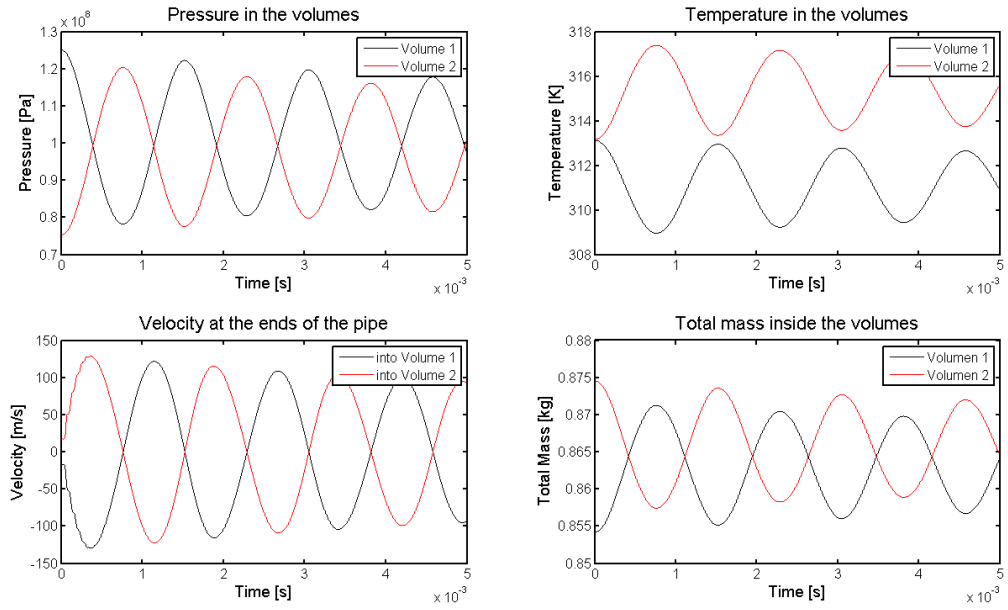 Pressure in the volumes
x 10^8
1.3
1.2
1.1
1
0.9
0.8
0.7
Pressure [Pa]
Volume 1
Volume 2
0 1 2 3 4 5
Time [s]
x 10^-3
Temperature in the volumes
318
316
314
312
310
308
Temperature [K]
Volume 1
Volume 2
0 1 2 3 4 5
Time [s]
x 10^-3
Velocity at the ends of the pipe
150
100
50
0
-50
-100
-150
Velocity [m/s]
into Volume 1
into Volume 2
0 1 2 3 4 5
Time [s]
x 10^-3
Total mass inside the volumes
0.88
0.875
0.87
0.865
0.86
0.855
0.85
Total Mass [kg]
Volumen 1
Volumen 2
0 1 2 3 4 5
Time [s]
x 10^-3